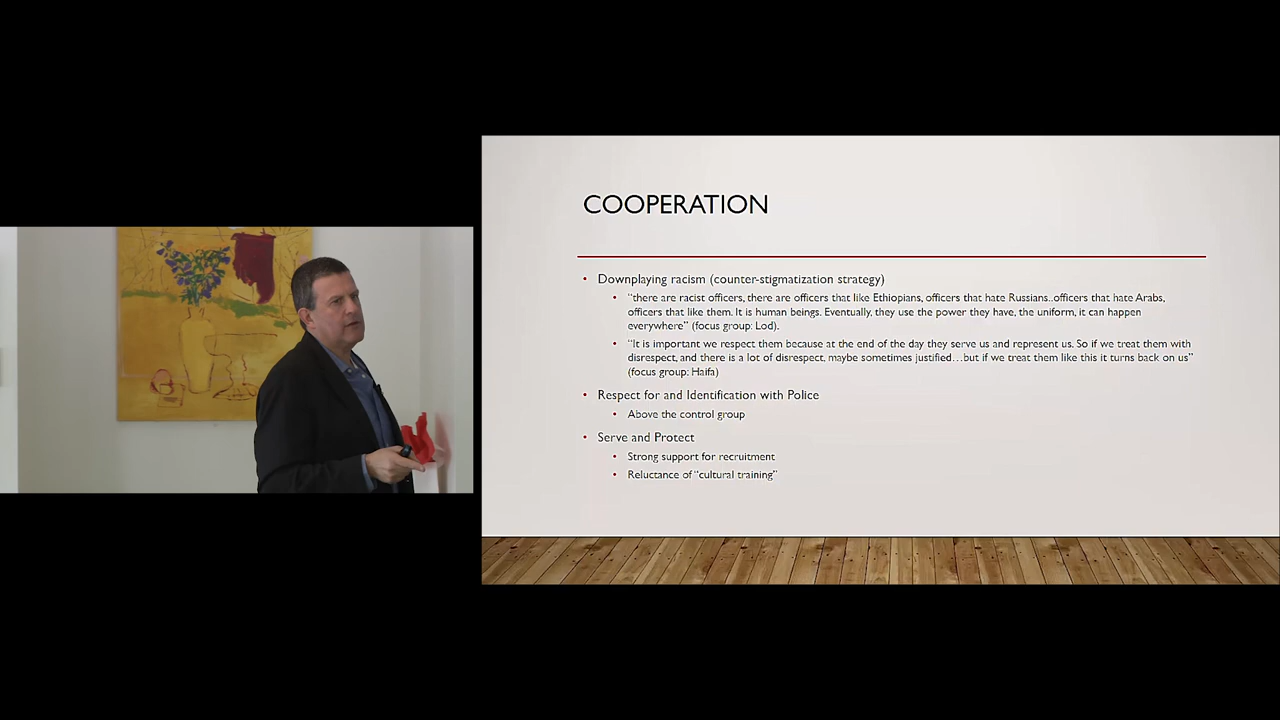 COOPERATION
• Downplaying racism (counter-stigmatization strategy)
• “there are racist officers, there are officers that like Ethiopians, officers that hate Russians..officers that hate Arabs,
officers that like them. It is human beings. Eventually, they use the power they have, the uniform, it can happen
everywhere” (focus group: Lod).
• “It is important we respect them because at the end of the day they serve us and represent us. So if we treat them with
disrespect, and there is a lot of disrespect, maybe sometimes justified…but if we treat them like this it turns back on us”
(focus group: Haifa)
• Respect for and Identification with Police
• Above the control group
• Serve and Protect
• Strong support for recruitment
• Reluctance of “cultural training”